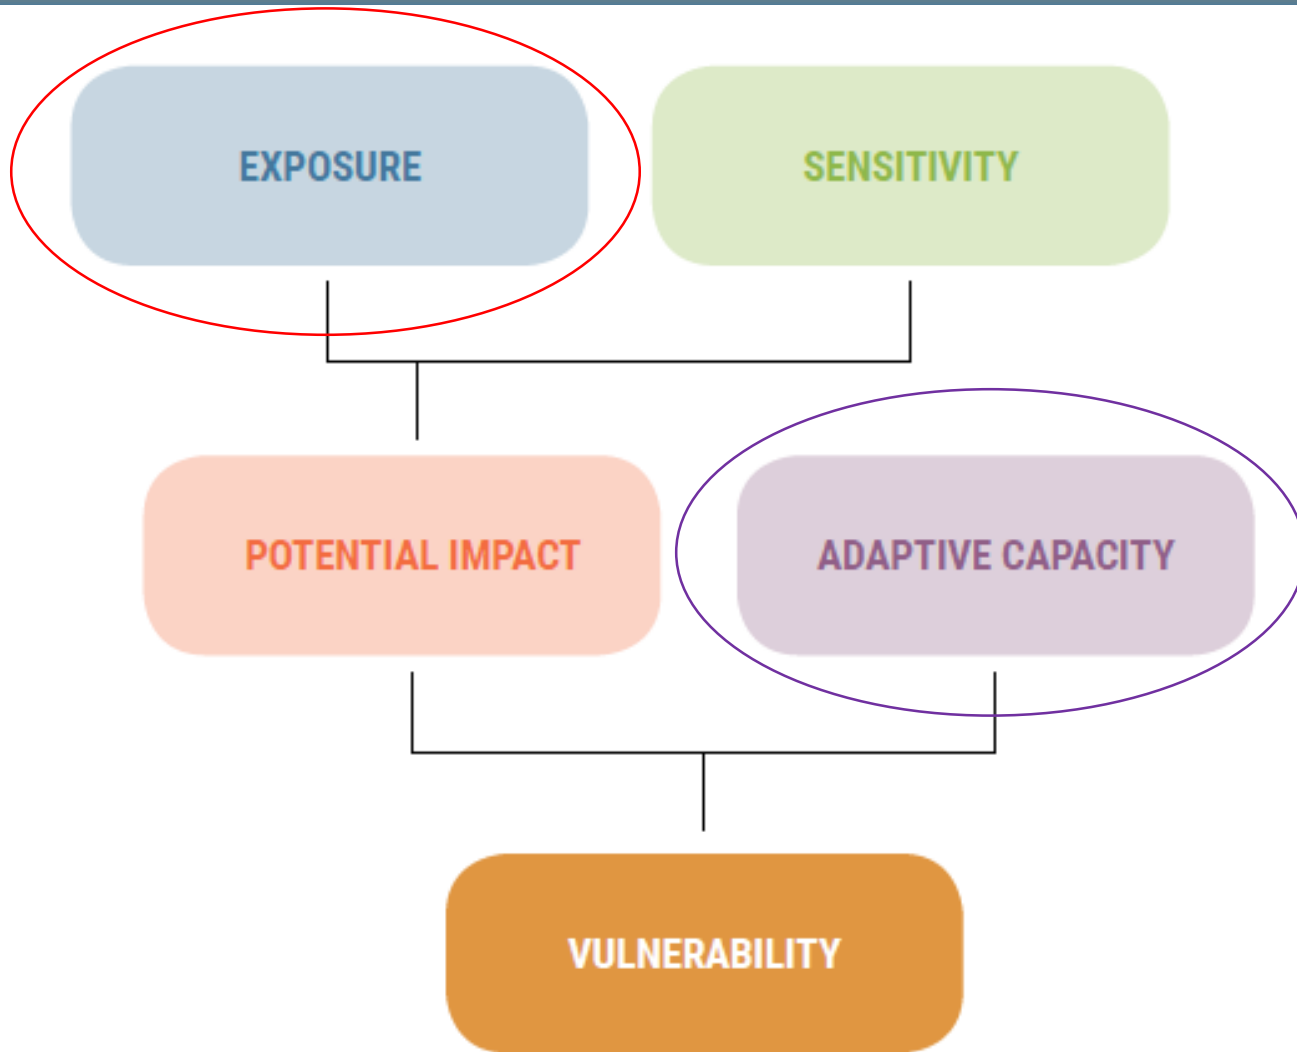 EXPOSURE
SENSITIVITY
POTENTIAL IMPACT
ADAPTIVE CAPACITY
VULNERABILITY